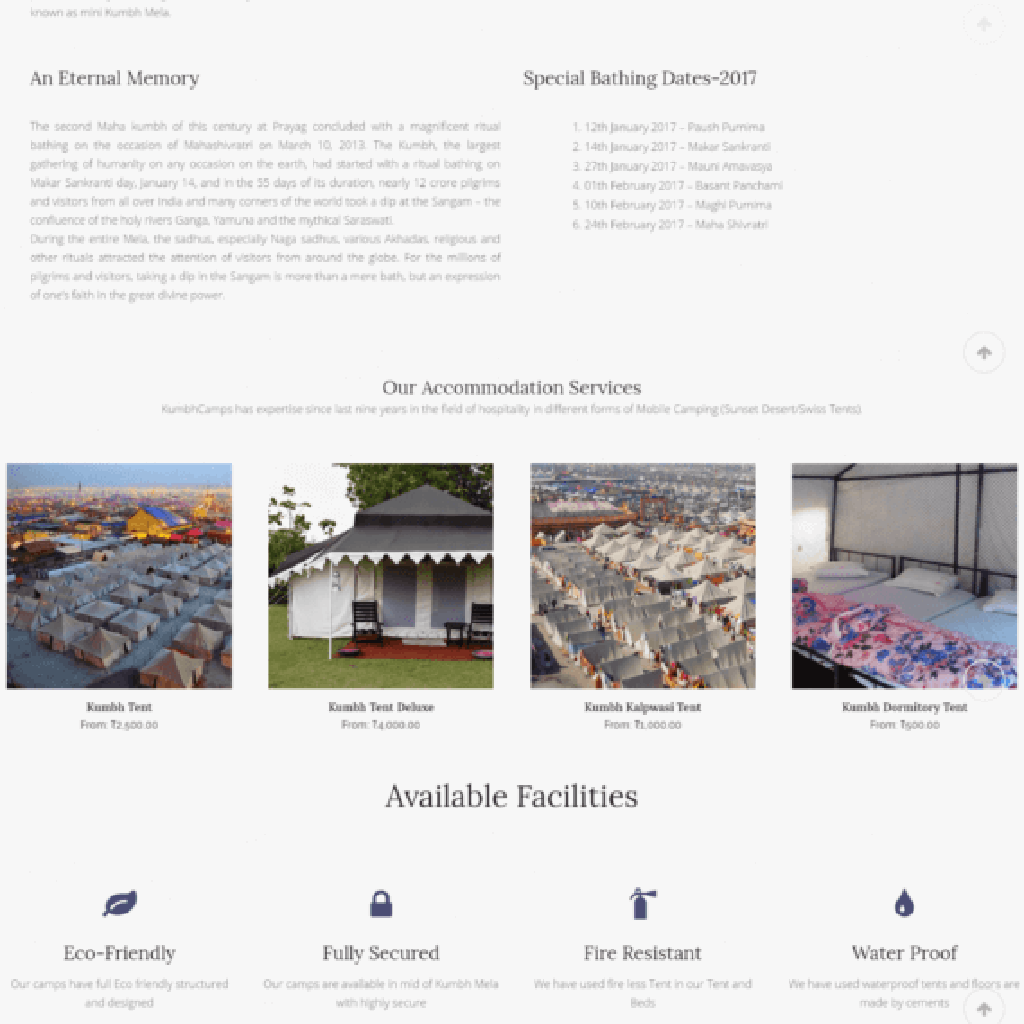 known as mini Kumbh Mela.
An Eternal Memory
The second Maha kumbh of this century at Prayag concluded with a magnificent ritual
bathing on the occasion of Mahashivratri on March 10, 2013. The Kumbh, the largest
gathering of humanity on any occasion on the earth, had started with a ritual bathing on
Makar Sankranti day, January 14, and in the 55 days of its duration, nearly 12 crore pilgrims
and visitors from all over India and many corners of the world took a dip at the Sangam – the
confluence of the holy rivers Ganga, Yamuna and the mythical Saraswati.
During the entire Mela, the sadhus, especially Naga sadhus, various Akhadas, religious and
other rituals attracted the attention of visitors from around the globe. For the millions of
pilgrims and visitors, taking a dip in the Sangam is more than a mere bath, but an expression
of one's faith in the great divine power.
Special Bathing Dates-2017
1. 12th January 2017 – Paush Purnima
2. 14th January 2017 – Makar Sankranti
3. 27th January 2017 – Mauni Amavasya
4. 01th February 2017 – Basant Panchami
5. 10th February 2017 – Maghi Purnima
6. 24th February 2017 – Maha Shivratri
Our Accommodation Services
KumbhCamps has expertise since last nine years in the field of hospitality in different forms of Mobile Camping (Sunset Desert/Swiss Tents).
Kumbh Tent
From: ₹2,500.00
Kumbh Tent Deluxe
From: ₹4,000.00
Kumbh Kalpwasi Tent
From: ₹1,000.00
Kumbh Dormitory Tent
From: ₹500.00
Available Facilities
Eco-Friendly
Our camps have full Eco friendly structured
and designed
Fully Secured
Our camps are available in mid of Kumbh Mela
with highly secure
Fire Resistant
We have used fire less Tent in our Tent and
Beds
Water Proof
We have used waterproof tents and floors are
made by cements